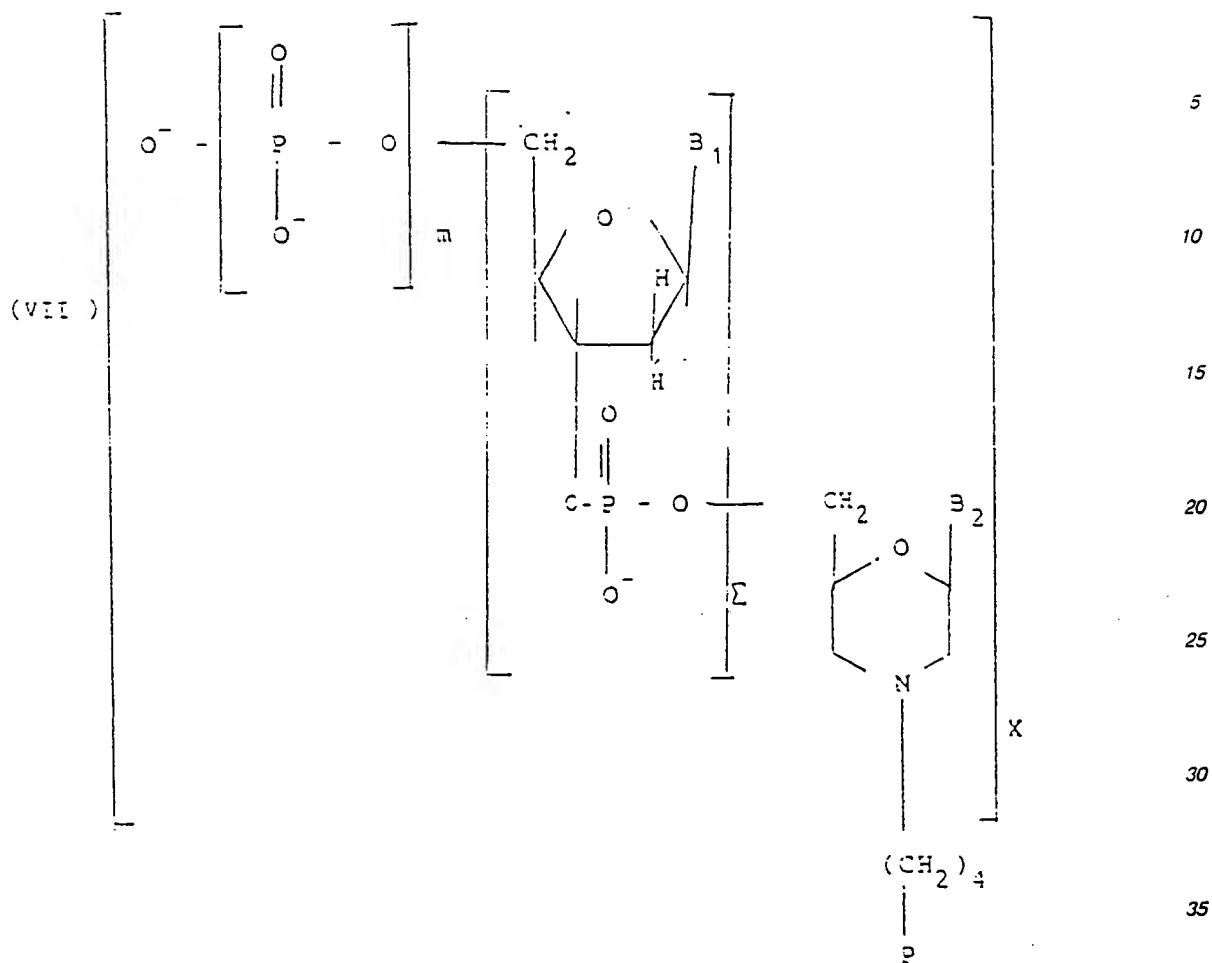 5
O
O⁻ - P - O CH₂ B₁
O
O⁻ m 10
H
(VII)
H 15
O
O-P - O CH₂ B₂ 20
O
O⁻ Σ
25
N
X
30
(CH₂)₄
35
P